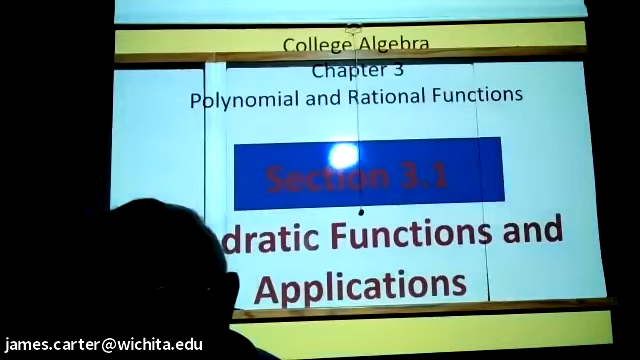 College Algebra
Chapter 3
Polynomial and Rational Functions
Section 3.1
dratic Functions and
Applications
james.carter@wichita.edu